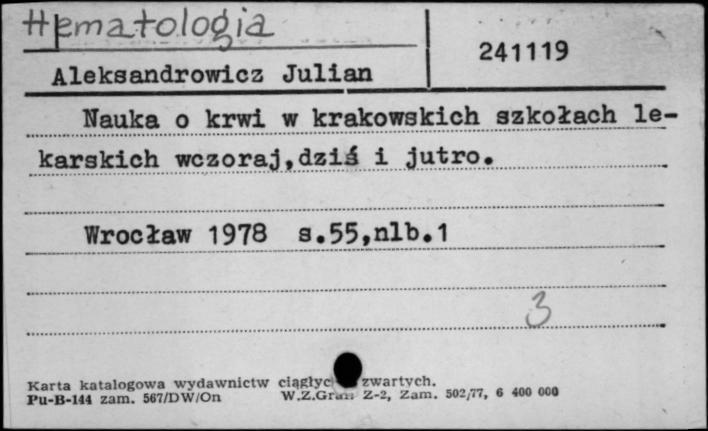 Hematologia
241119
Aleksandrowicz Julian
Nauka o krwi w krakowskich szkołach le-
karskich wczoraj,dziś i jutro.
Wrocław 1978 s.55,nlb.1
3
Karta katalogowa wydawnictw zwartych.
Pu-B-144 zam. 567/DW/On W.Z.Graf. Z-2, Zam. 502/77, 6 400 000